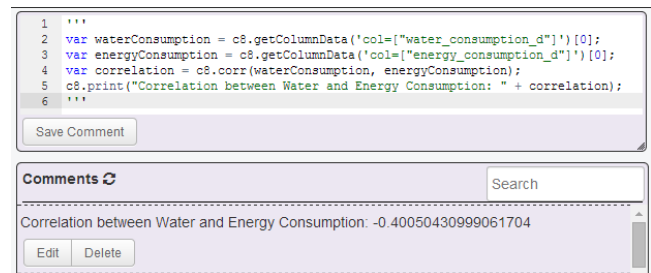 1 '''
2 var waterConsumption = c8.getColumnData('col=["water_consumption_d"]')[0];
3 var energyConsumption = c8.getColumnData('col=["energy_consumption_d"]')[0];
4 var correlation = c8.corr(waterConsumption, energyConsumption);
5 c8.print("Correlation between Water and Energy Consumption: " + correlation);
6 '''
Save Comment
Comments Search
Correlation between Water and Energy Consumption: -0.40050430999061704
Edit Delete